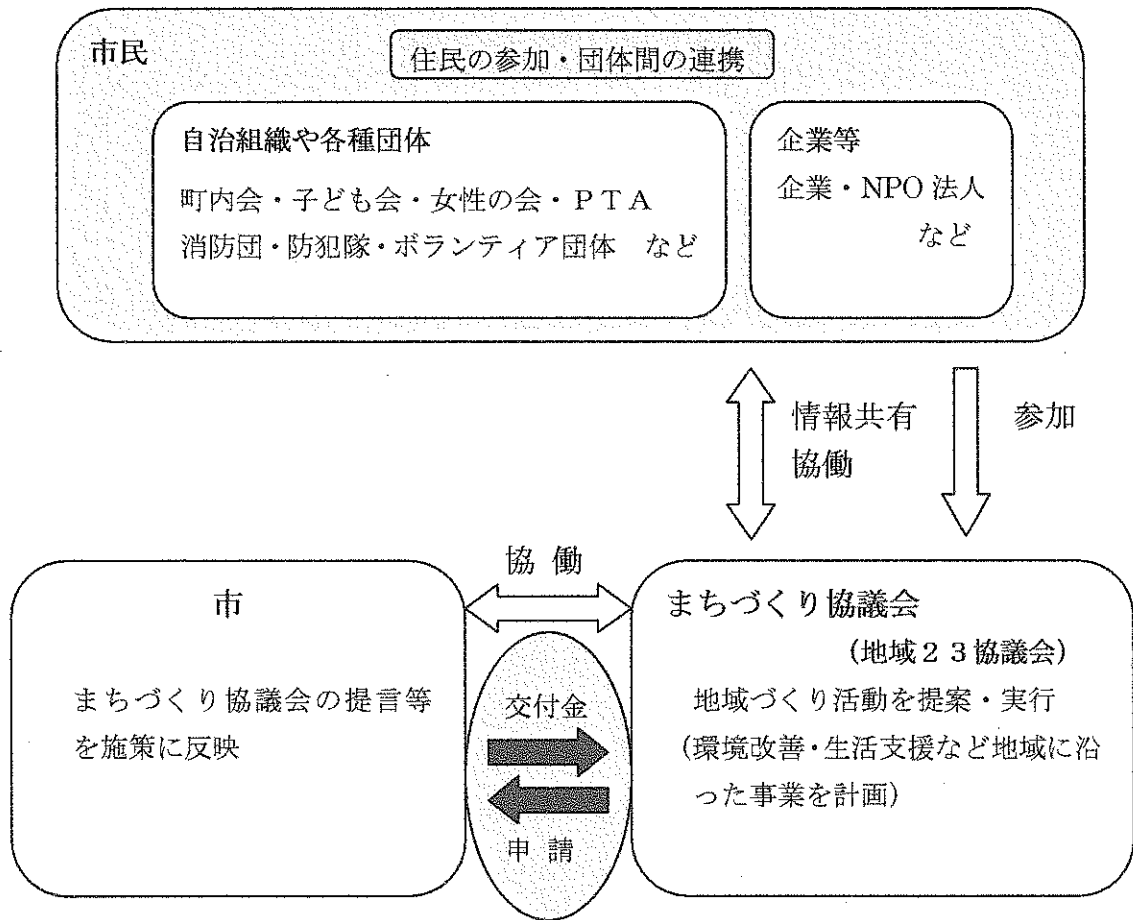 市民
住民の参加・団体間の連携
自治組織や各種団体
町内会・子ども会・女性の会・ＰＴＡ
消防団・防犯隊・ボランティア団体　など
企業等
企業・NPO 法人
など
情報共有
協働
参加
協 働
市
まちづくり協議会の提言等
を施策に反映
交付金
申 請
まちづくり協議会
（地域２３協議会）
地域づくり活動を提案・実行
（環境改善・生活支援など地域に沿
った事業を計画）